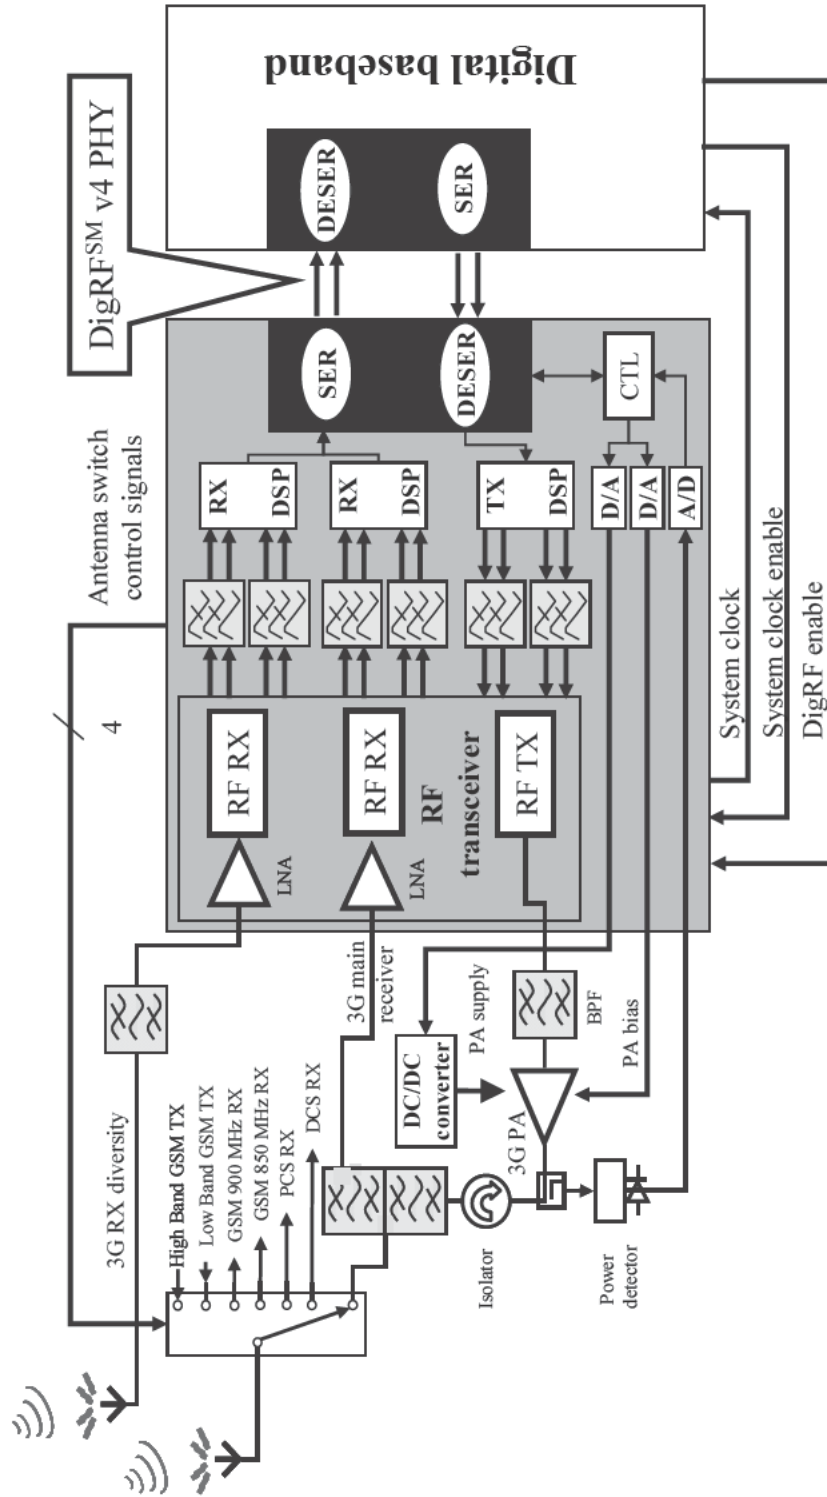 DigRF℠ v4 PHY
Digital baseband
DESER
SER
SER
DESER
CTL
Antenna switch
control signals
4
RX
DSP
RX
DSP
TX
DSP
D/A
D/A
A/D
RF RX
RF RX
RF
transceiver
RF TX
LNA
LNA
System clock
System clock enable
DigRF enable
3G main
receiver
PA supply
BPF
PA bias
DC/DC
converter
3G PA
3G RX diversity
High Band GSM TX
Low Band GSM TX
GSM 900 MHz RX
GSM 850 MHz RX
PCS RX
DCS RX
Isolator
Power
detector